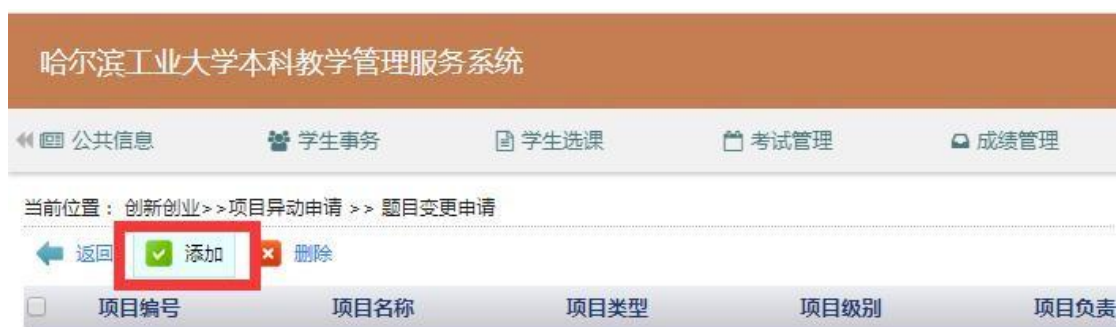 哈尔滨工业大学本科教学管理服务系统
公共信息 学生事务 学生选课 考试管理 成绩管理
当前位置： 创新创业>>项目异动申请 >> 题目变更申请
返回 添加 删除
项目编号 项目名称 项目类型 项目级别 项目负责